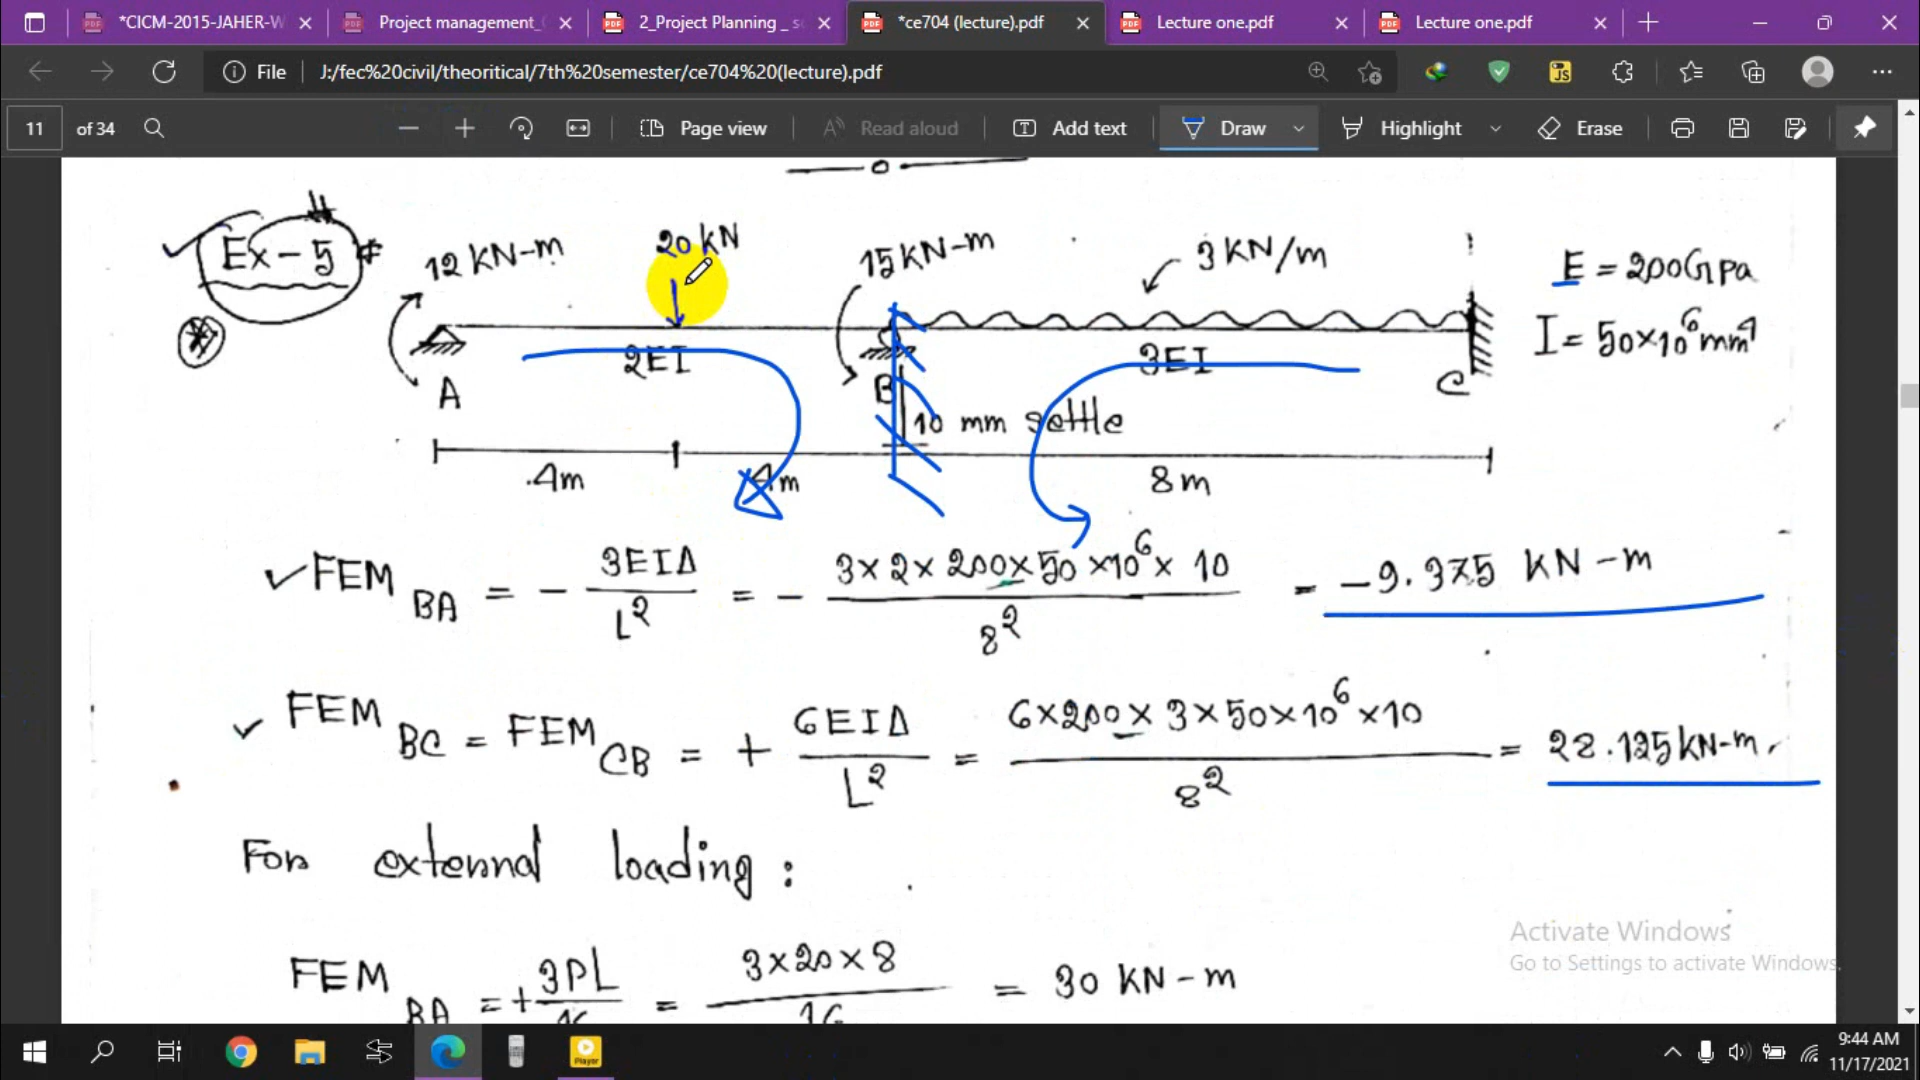 *CICM-2015-JAHER-W
Project management_
2_Project Planning _ s
*ce704 (lecture).pdf
Lecture one.pdf
Lecture one.pdf
File
J:/fec%20civil/theoritical/7th%20semester/ce704%20(lecture).pdf
11 of 34
Page view
Read aloud
Add text
Draw
Highlight
Erase
Ex-5
12 KN-m
20 KN
15 KN-m
3 KN/m
E = 200GPa
I = 50×10⁶mm⁴
2EI
3EI
A
B
C
10 mm settle
4m
4m
8m
FEM BA = - 3EIΔ / L² = - 3×2×200×50×10⁶×10 / 8² = -9.375 KN-m
FEM BC = FEM CB = + 6EIΔ / L² = 6×200×3×50×10⁶×10 / 8² = 28.125 KN-m.
For external loading:
FEM BA = + 3PL / 16 = 3×20×8 / 16 = 30 KN-m
Activate Windows
Go to Settings to activate Windows.
JS
Player
9:44 AM
11/17/2021